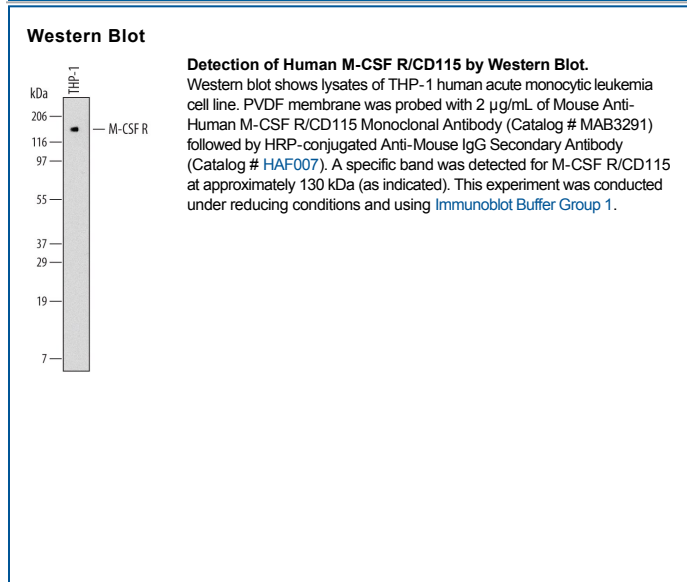 Western Blot
Detection of Human M-CSF R/CD115 by Western Blot.
Western blot shows lysates of THP-1 human acute monocytic leukemia
cell line. PVDF membrane was probed with 2 µg/mL of Mouse Anti-
Human M-CSF R/CD115 Monoclonal Antibody (Catalog # MAB3291)
followed by HRP-conjugated Anti-Mouse IgG Secondary Antibody
(Catalog # HAF007). A specific band was detected for M-CSF R/CD115
at approximately 130 kDa (as indicated). This experiment was conducted
under reducing conditions and using Immunoblot Buffer Group 1.
THP-1
kDa
206
M-CSF R
116
97
55
37
29
19
7